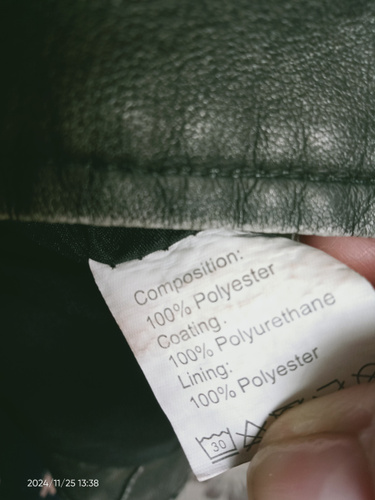 Composition:
100% Polyester
Coating.
100% Polyurethane
Lining:
100% Polyester
30
2024/11/25 13:38